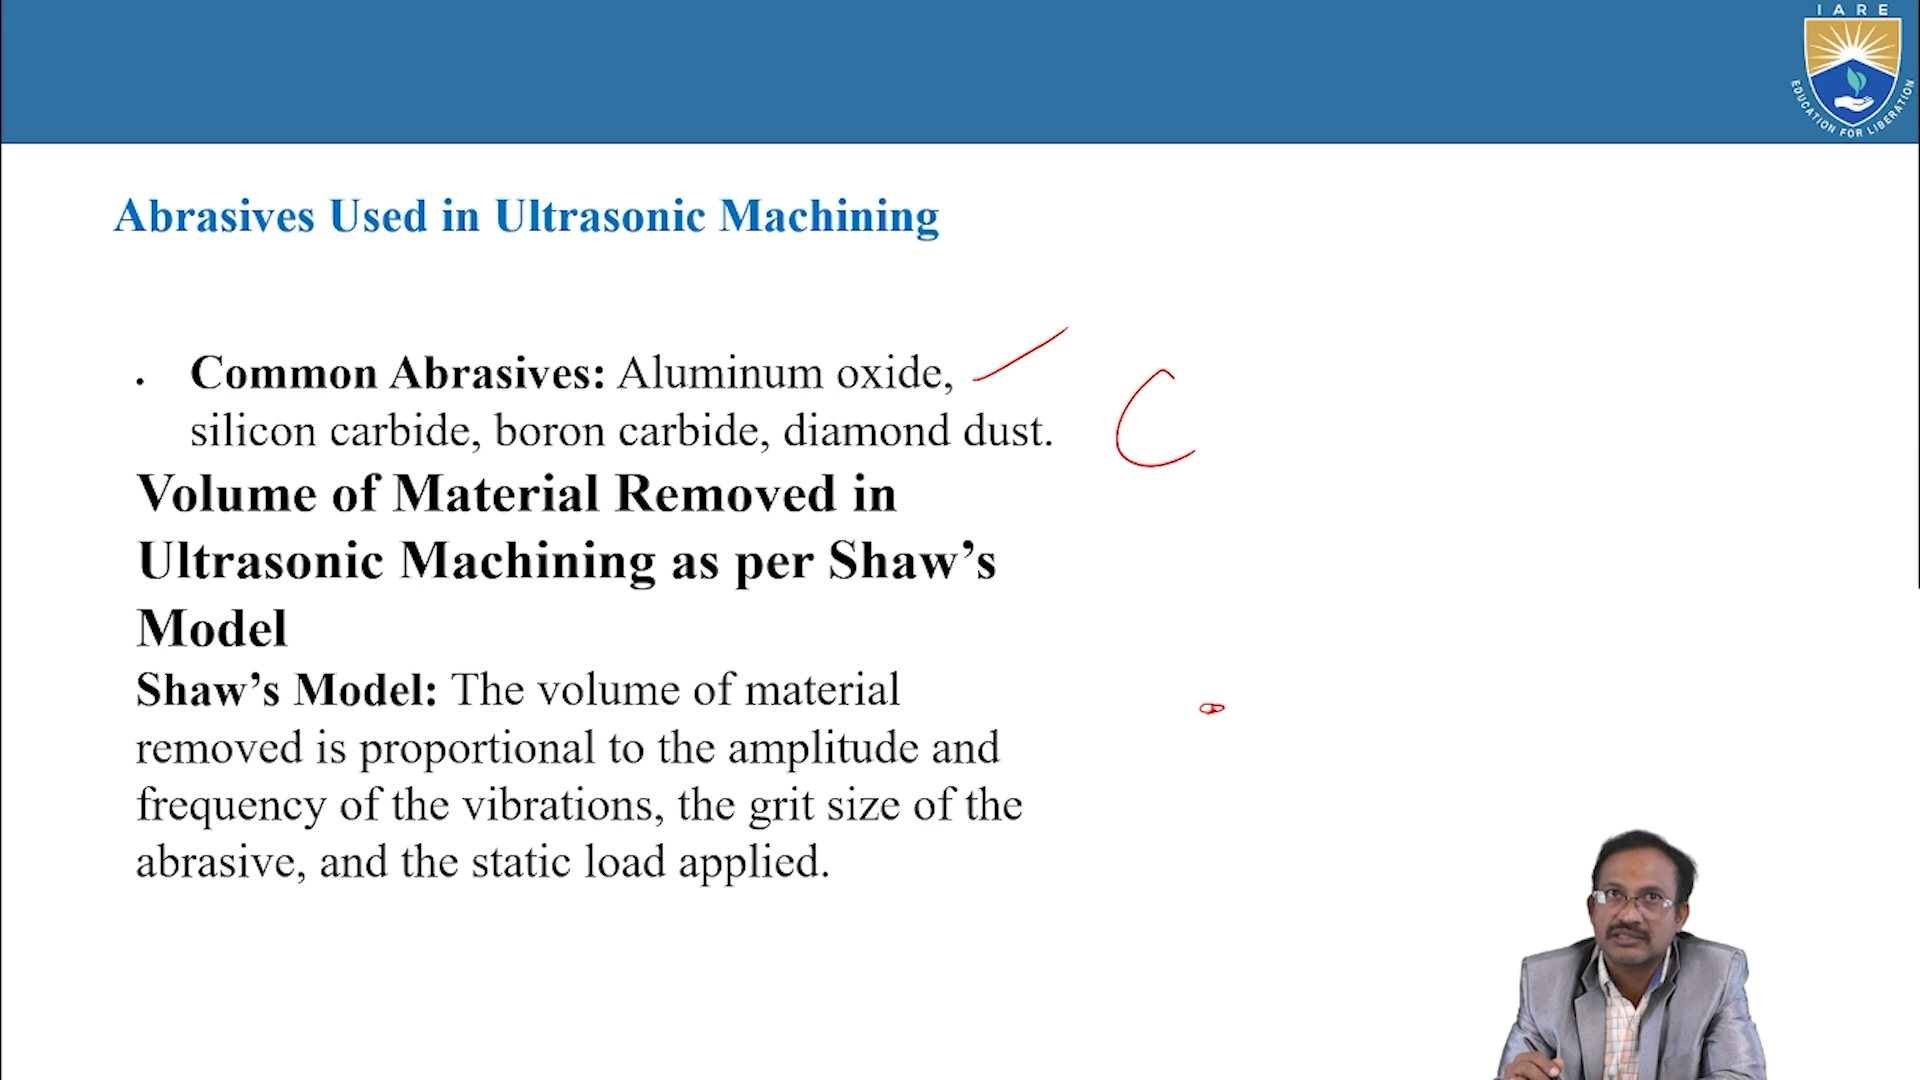 IARE
EDUCATION FOR LIBERATION
Abrasives Used in Ultrasonic Machining
• Common Abrasives: Aluminum oxide,
silicon carbide, boron carbide, diamond dust.
C
Volume of Material Removed in
Ultrasonic Machining as per Shaw’s
Model
Shaw’s Model: The volume of material
removed is proportional to the amplitude and
frequency of the vibrations, the grit size of the
abrasive, and the static load applied.